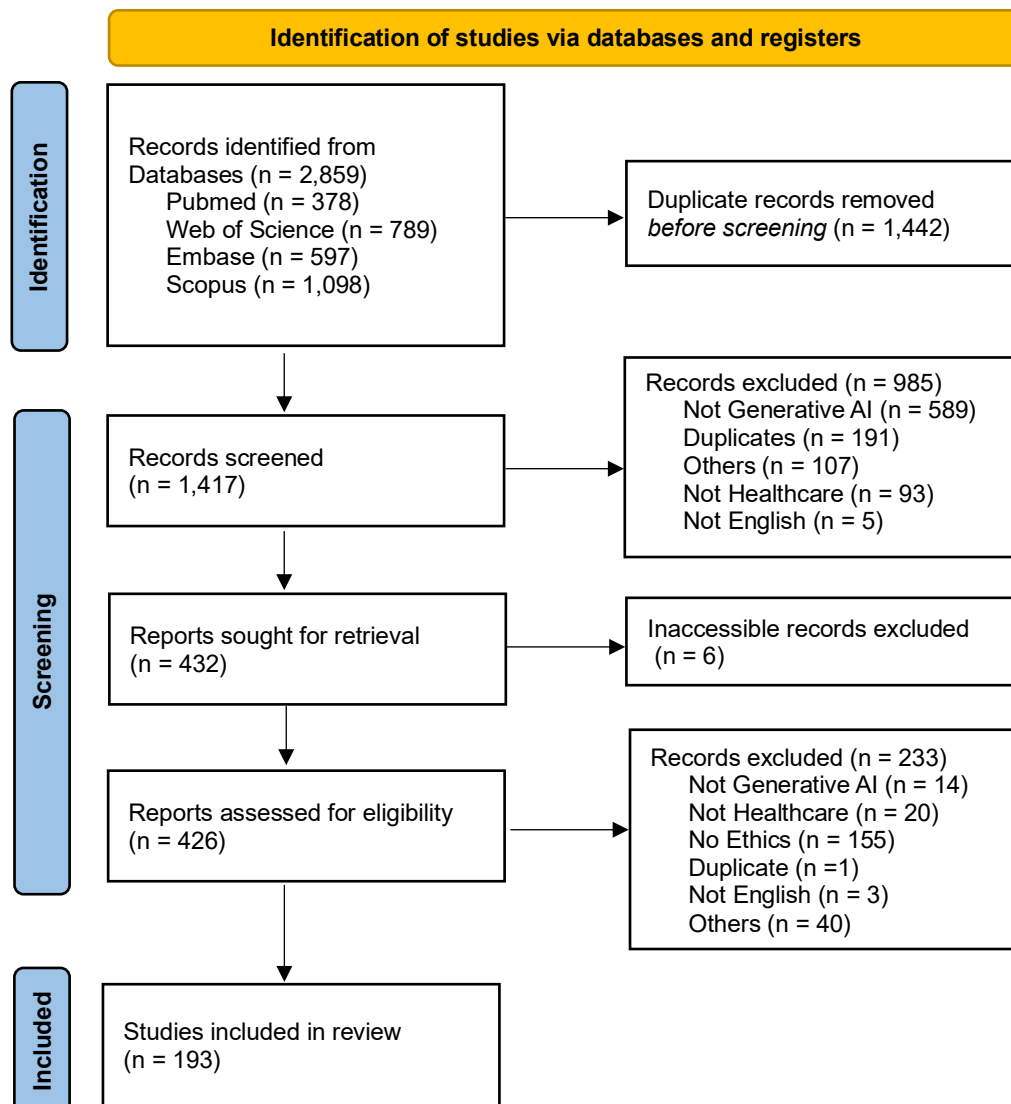 Identification of studies via databases and registers
Identification
Records identified from
Databases (n = 2,859)
Pubmed (n = 378)
Web of Science (n = 789)
Embase (n = 597)
Scopus (n = 1,098)
Duplicate records removed
before screening (n = 1,442)
Screening
Records screened
(n = 1,417)
Records excluded (n = 985)
Not Generative AI (n = 589)
Duplicates (n = 191)
Others (n = 107)
Not Healthcare (n = 93)
Not English (n = 5)
Reports sought for retrieval
(n = 432)
Inaccessible records excluded
(n = 6)
Reports assessed for eligibility
(n = 426)
Records excluded (n = 233)
Not Generative AI (n = 14)
Not Healthcare (n = 20)
No Ethics (n = 155)
Duplicate (n =1)
Not English (n = 3)
Others (n = 40)
Included
Studies included in review
(n = 193)